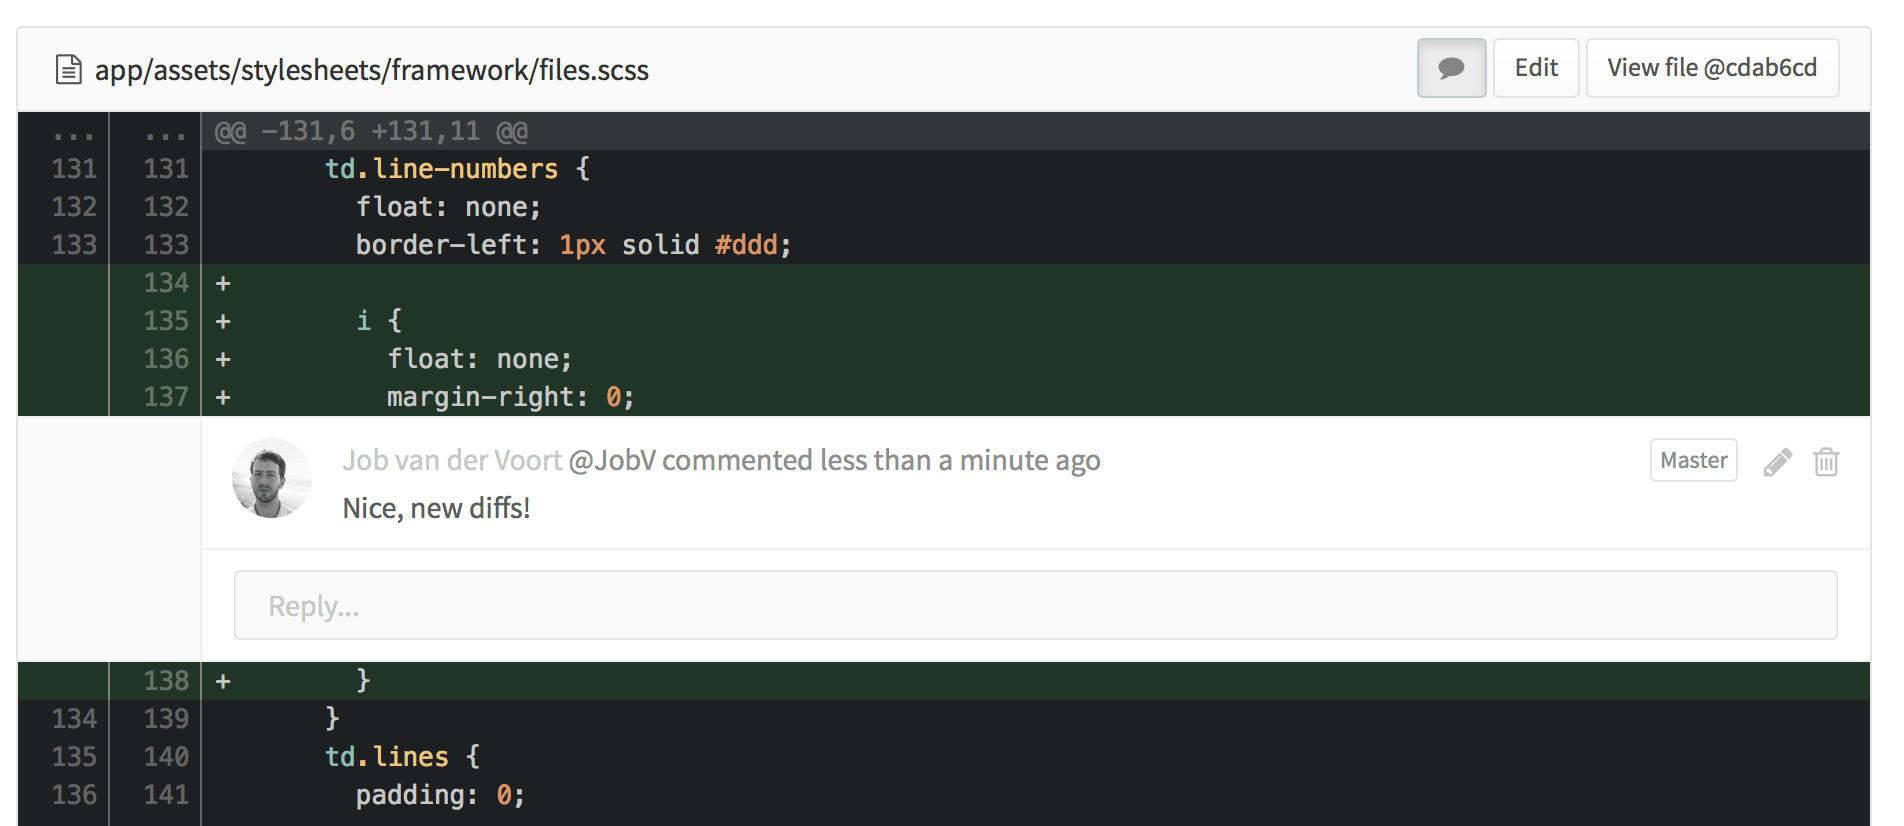 app/assets/stylesheets/framework/files.scss Edit View file @cdab6cd
... ... @@ -131,6 +131,11 @@
131 131 td.line-numbers {
132 132 float: none;
133 133 border-left: 1px solid #ddd;
134 +
135 + i {
136 + float: none;
137 + margin-right: 0;
Job van der Voort @JobV commented less than a minute ago Master
Nice, new diffs!
Reply...
138 + }
134 139 }
135 140 td.lines {
136 141 padding: 0;